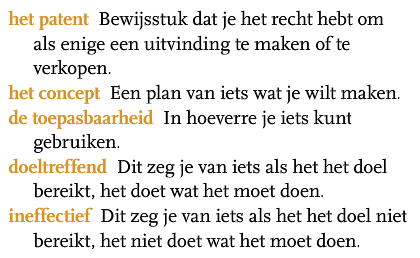 het patent Bewijsstuk dat je het recht hebt om
als enige een uitvinding te maken of te
verkopen.
het concept Een plan van iets wat je wilt maken.
de toepasbaarheid In hoeverre je iets kunt
gebruiken.
doeltreffend Dit zeg je van iets als het het doel
bereikt, het doet wat het moet doen.
ineffectief Dit zeg je van iets als het het doel niet
bereikt, het niet doet wat het moet doen.